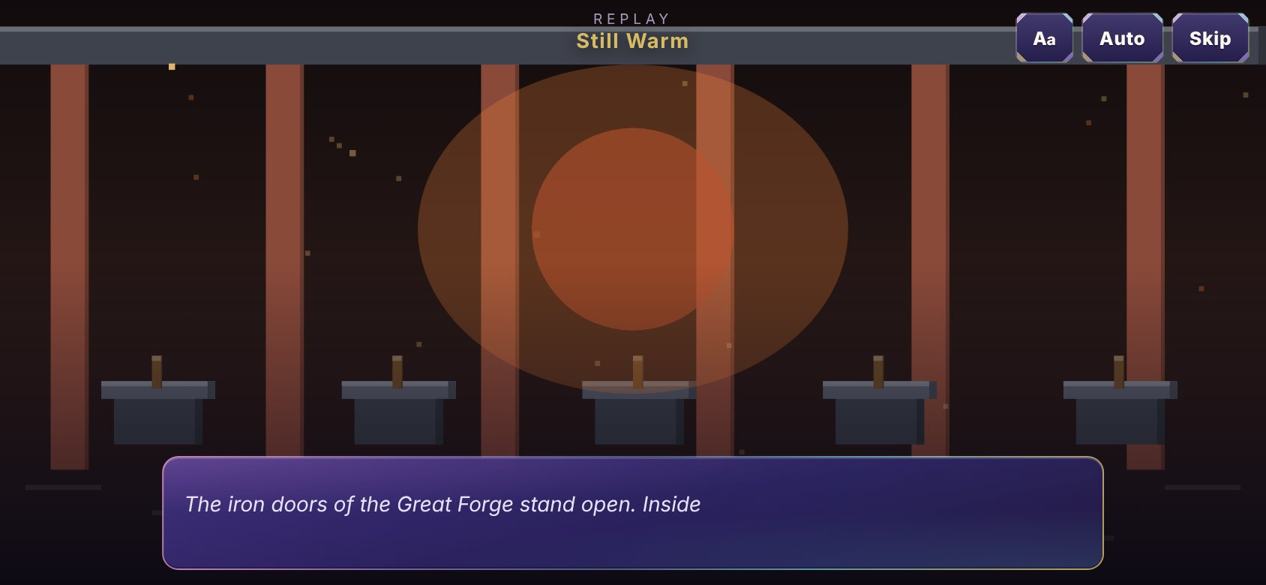 REPLAY
Still Warm
Aa
Auto
Skip
The iron doors of the Great Forge stand open. Inside